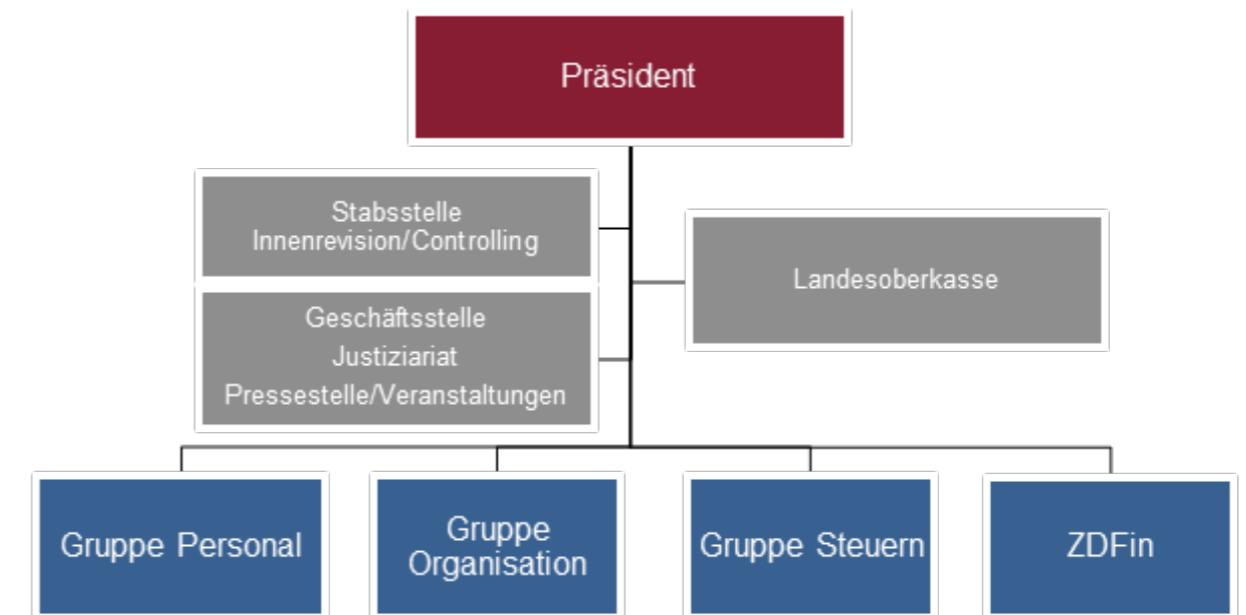 Präsident
Stabsstelle
Innenrevision/Controlling
Landesoberkasse
Geschäftsstelle
Justiziariat
Pressestelle/Veranstaltungen
Gruppe Personal
Gruppe
Organisation
Gruppe Steuern
ZDFin